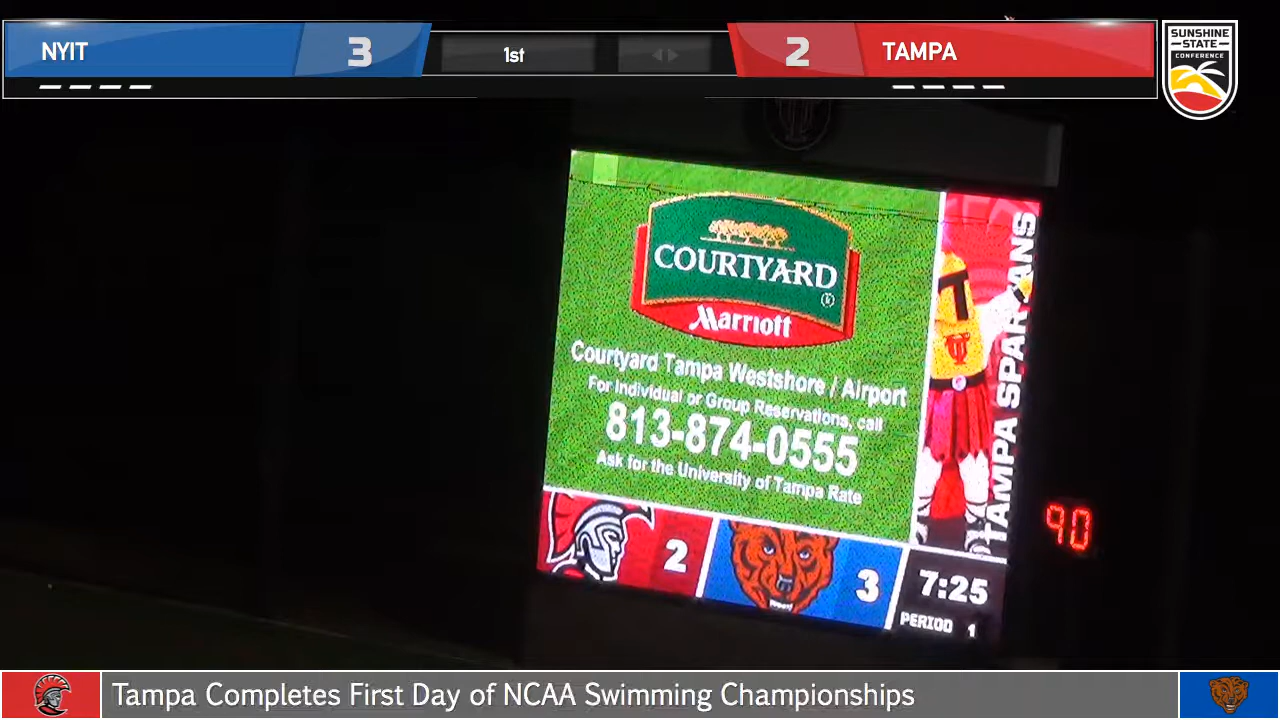 NYIT 3 1st 2 TAMPA
SUNSHINE
STATE
CONFERENCE
COURTYARD
®
Marriott
Courtyard Tampa Westshore / Airport
For Individual or Group Reservations, call
813-874-0555
Ask for the University of Tampa Rate
TAMPA SPARTANS
T
UT
2
3
7:25
PERIOD 1
90
Tampa Completes First Day of NCAA Swimming Championships